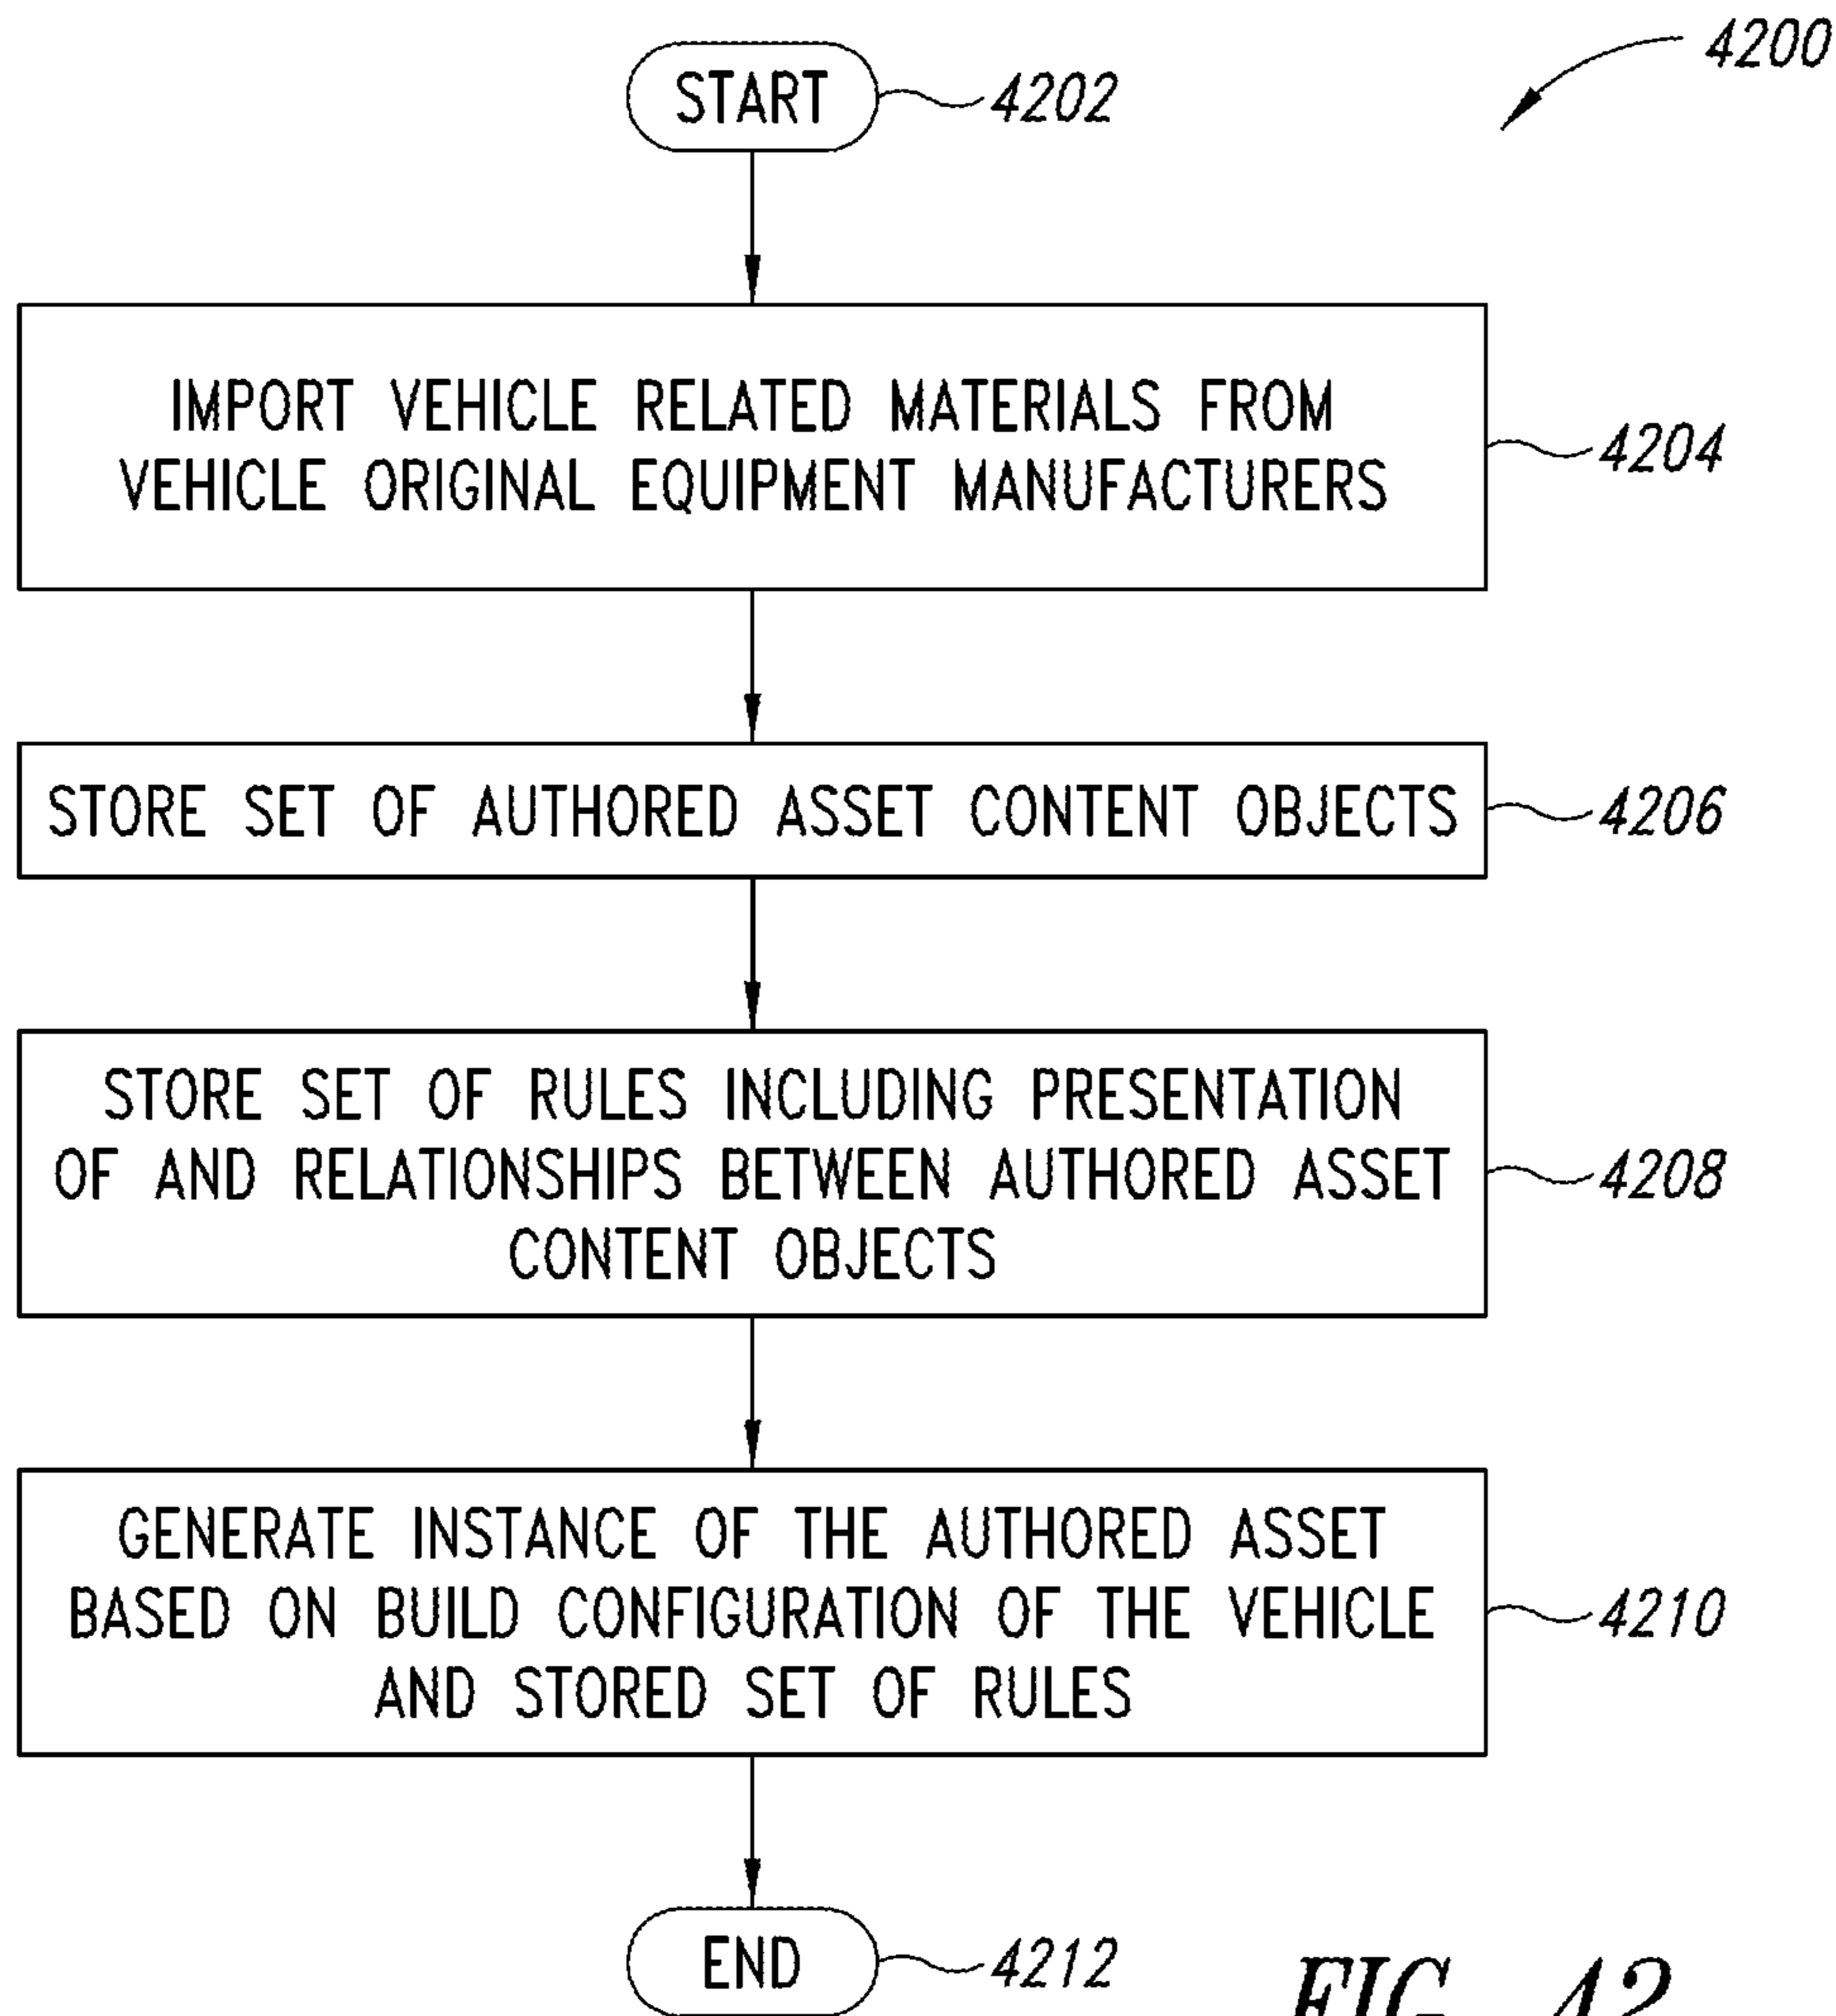 4200
START
4202
IMPORT VEHICLE RELATED MATERIALS FROM
VEHICLE ORIGINAL EQUIPMENT MANUFACTURERS
4204
STORE SET OF AUTHORED ASSET CONTENT OBJECTS
4206
STORE SET OF RULES INCLUDING PRESENTATION
OF AND RELATIONSHIPS BETWEEN AUTHORED ASSET
CONTENT OBJECTS
4208
GENERATE INSTANCE OF THE AUTHORED ASSET
BASED ON BUILD CONFIGURATION OF THE VEHICLE
AND STORED SET OF RULES
4210
END
4212
FIG. 42